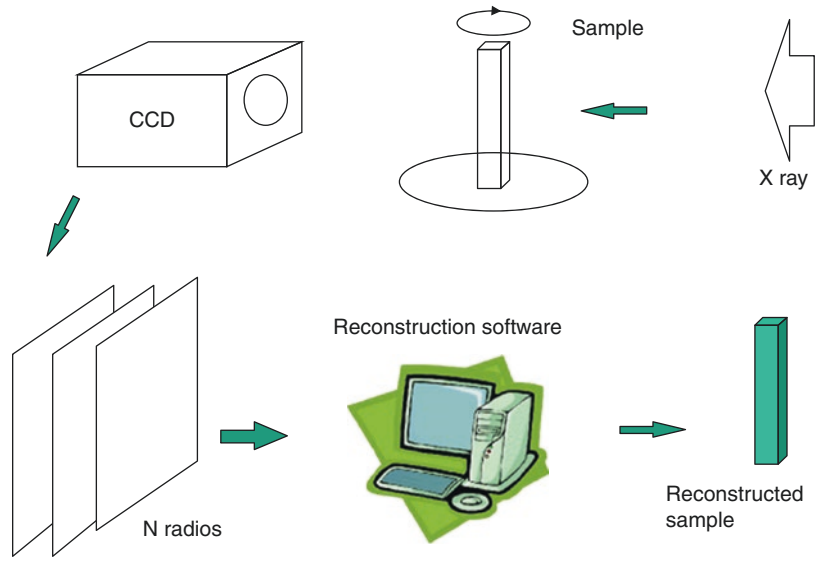 Sample
CCD
X ray
Reconstruction software
N radios
Reconstructed
sample